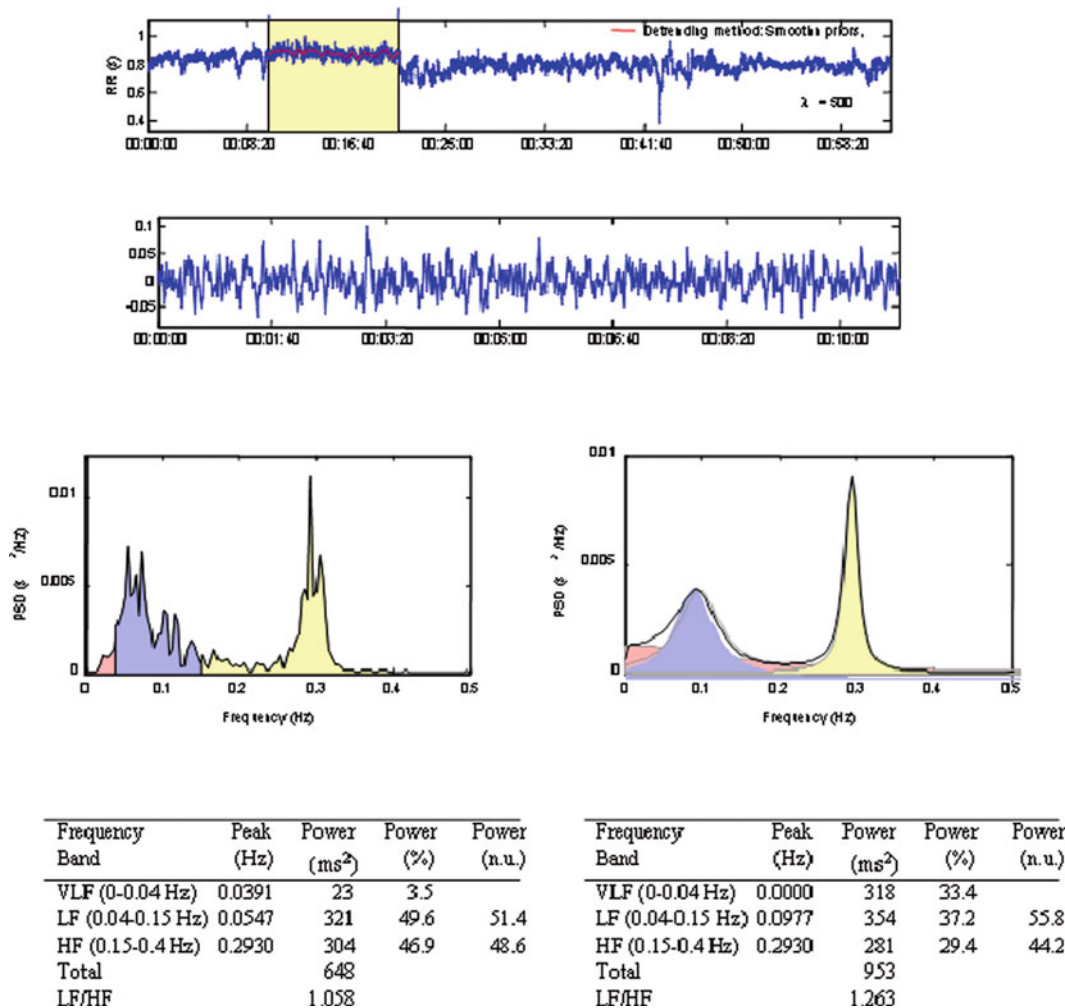 Detrending method: Smoothn priors,
RR (s)
1
0.8
0.6
0.4
λ = 500
00:00:00 00:08:20 00:16:40 00:25:00 00:33:20 00:41:40 00:50:00 00:58:20
0.1
0.05
0
-0.05
00:00:00 00:01:40 00:03:20 00:05:00 00:06:40 00:08:20 00:10:00
PSD (s²/Hz)
0.01
0.005
0
0 0.1 0.2 0.3 0.4 0.5
Frequency (Hz)
PSD (s²/Hz)
0.01
0.005
0
0 0.1 0.2 0.3 0.4 0.5
Frequency (Hz)
Frequency Band Peak (Hz) Power (ms²) Power (%) Power (n.u.)
VLF (0-0.04 Hz) 0.0391 23 3.5
LF (0.04-0.15 Hz) 0.0547 321 49.6 51.4
HF (0.15-0.4 Hz) 0.2930 304 46.9 48.6
Total 648
LF/HF 1.058
Frequency Band Peak (Hz) Power (ms²) Power (%) Power (n.u.)
VLF (0-0.04 Hz) 0.0000 318 33.4
LF (0.04-0.15 Hz) 0.0977 354 37.2 55.8
HF (0.15-0.4 Hz) 0.2930 281 29.4 44.2
Total 953
LF/HF 1.263